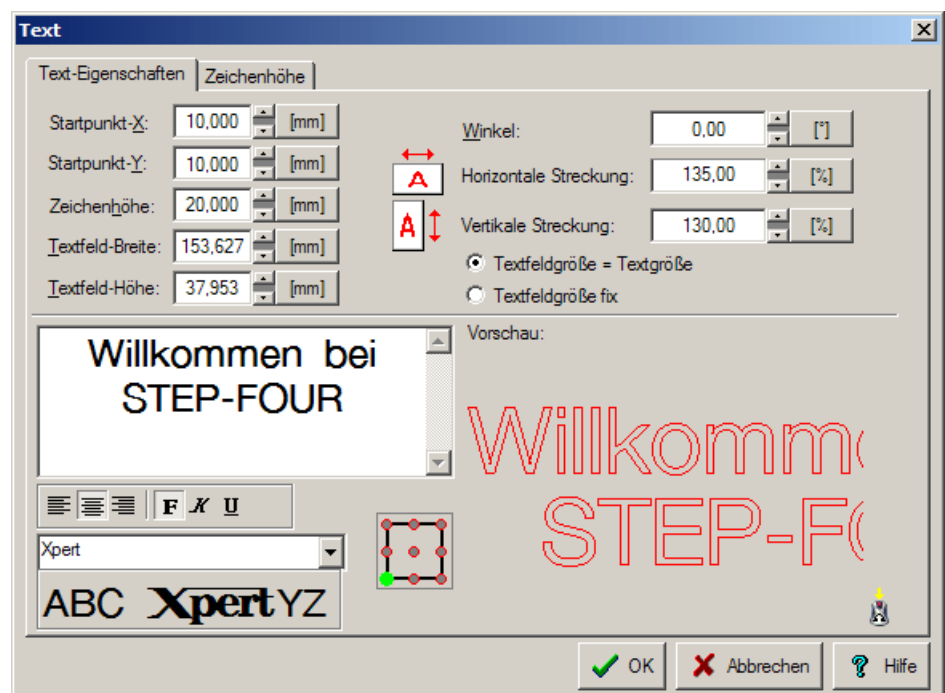 Text
Text-Eigenschaften Zeichenhöhe
Startpunkt-X: 10,000 [mm]
Startpunkt-Y: 10,000 [mm]
Zeichenhöhe: 20,000 [mm]
Textfeld-Breite: 153,627 [mm]
Textfeld-Höhe: 37,953 [mm]
A
A
Winkel: 0,00 [°]
Horizontale Streckung: 135,00 [%]
Vertikale Streckung: 130,00 [%]
Textfeldgröße = Textgröße
Textfeldgröße fix
Willkommen bei
STEP-FOUR
F K U
Xpert
ABC XpertYZ
Vorschau:
Willkomm
STEP-F
OK Abbrechen Hilfe